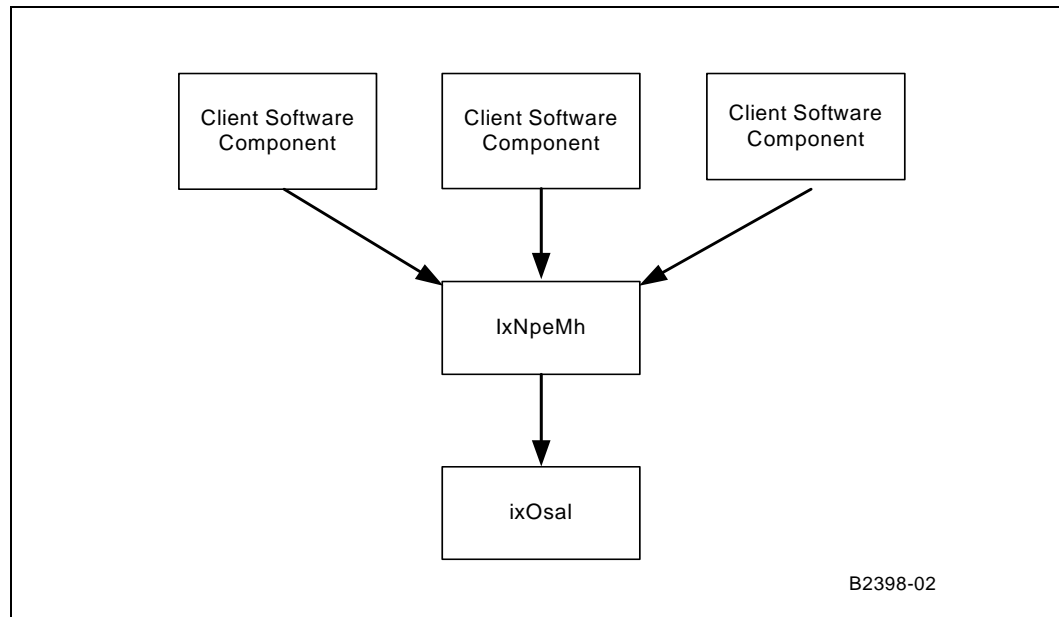 Client Software
Component
Client Software
Component
Client Software
Component
IxNpeMh
ixOsal
B2398-02